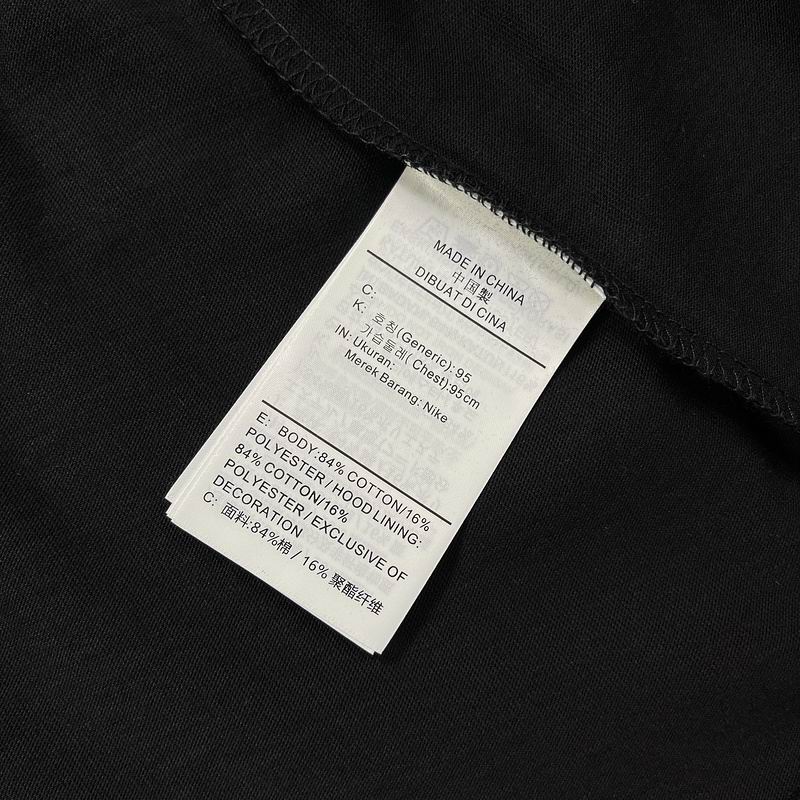 MADE IN CHINA
中国製
DIBUAT DI CINA
C:
K: 호칭(Generic):95
가슴둘레( Chest):95cm
IN: Ukuran:
Merek Barang: Nike
E: BODY:84% COTTON/16%
POLYESTER / HOOD LINING:
84% COTTON/16%
POLYESTER / EXCLUSIVE OF
DECORATION
C: 面料:84%棉 / 16% 聚酯纤维